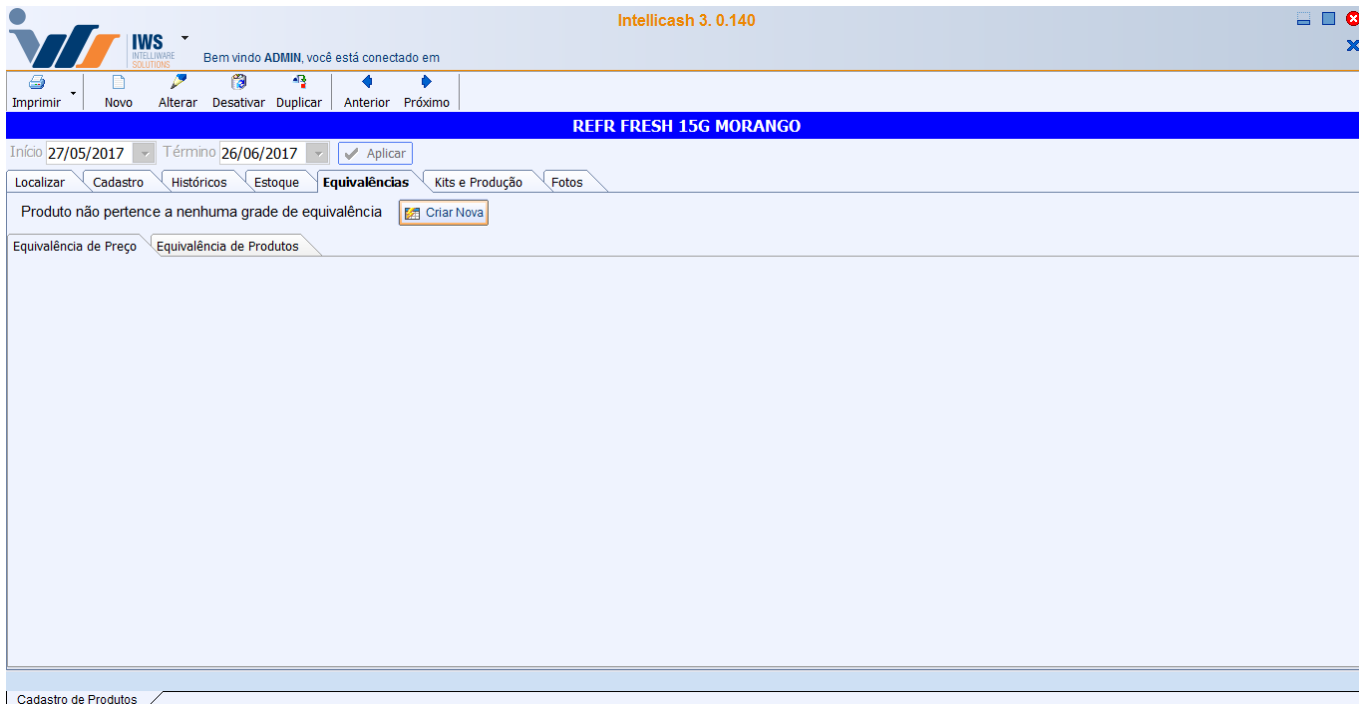 Intellicash 3. 0.140
IWS
INTELLIWARE
SOLUTIONS
Bem vindo ADMIN, você está conectado em
Imprimir Novo Alterar Desativar Duplicar Anterior Próximo
REFR FRESH 15G MORANGO
Início 27/05/2017 Término 26/06/2017 Aplicar
Localizar Cadastro Históricos Estoque Equivalências Kits e Produção Fotos
Produto não pertence a nenhuma grade de equivalência Criar Nova
Equivalência de Preço Equivalência de Produtos
Cadastro de Produtos